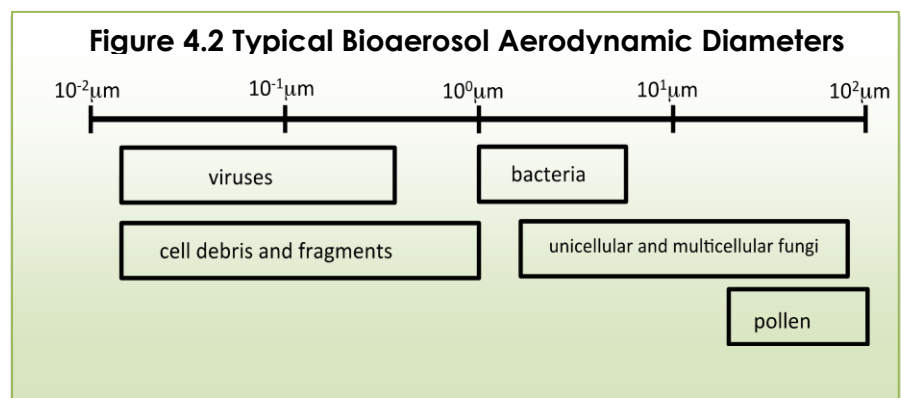 Figure 4.2 Typical Bioaerosol Aerodynamic Diameters
10⁻²μm 10⁻¹μm 10⁰μm 10¹μm 10²μm
viruses bacteria
cell debris and fragments unicellular and multicellular fungi
pollen